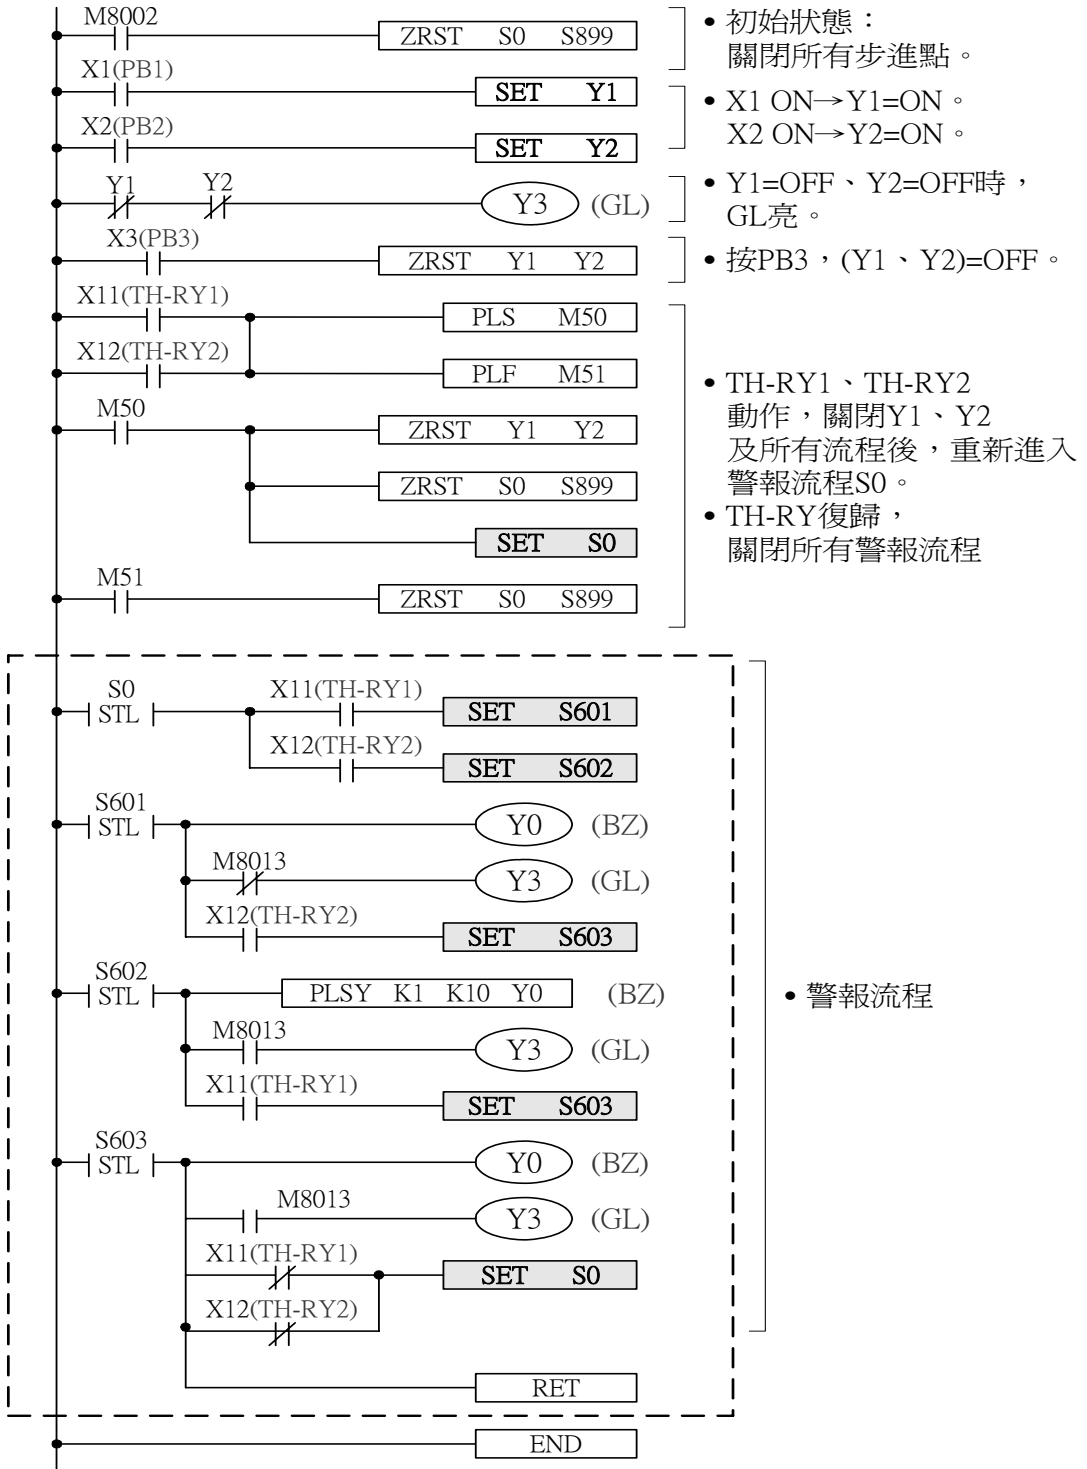 M8002
ZRST S0 S899
• 初始狀態：
關閉所有步進點。
X1(PB1)
SET Y1
• X1 ON→Y1=ON。
X2(PB2)
SET Y2
X2 ON→Y2=ON。
Y1 Y2
Y3 (GL)
• Y1=OFF、Y2=OFF時，
GL亮。
X3(PB3)
ZRST Y1 Y2
• 按PB3，(Y1、Y2)=OFF。
X11(TH-RY1)
PLS M50
X12(TH-RY2)
PLF M51
M50
ZRST Y1 Y2
ZRST S0 S899
SET S0
M51
ZRST S0 S899
• TH-RY1、TH-RY2
動作，關閉Y1、Y2
及所有流程後，重新進入
警報流程S0。
• TH-RY復歸，
關閉所有警報流程
S0
STL
X11(TH-RY1)
SET S601
X12(TH-RY2)
SET S602
S601
STL
Y0 (BZ)
M8013
Y3 (GL)
X12(TH-RY2)
SET S603
S602
STL
PLSY K1 K10 Y0 (BZ)
• 警報流程
M8013
Y3 (GL)
X11(TH-RY1)
SET S603
S603
STL
Y0 (BZ)
M8013
Y3 (GL)
X11(TH-RY1)
SET S0
X12(TH-RY2)
RET
END